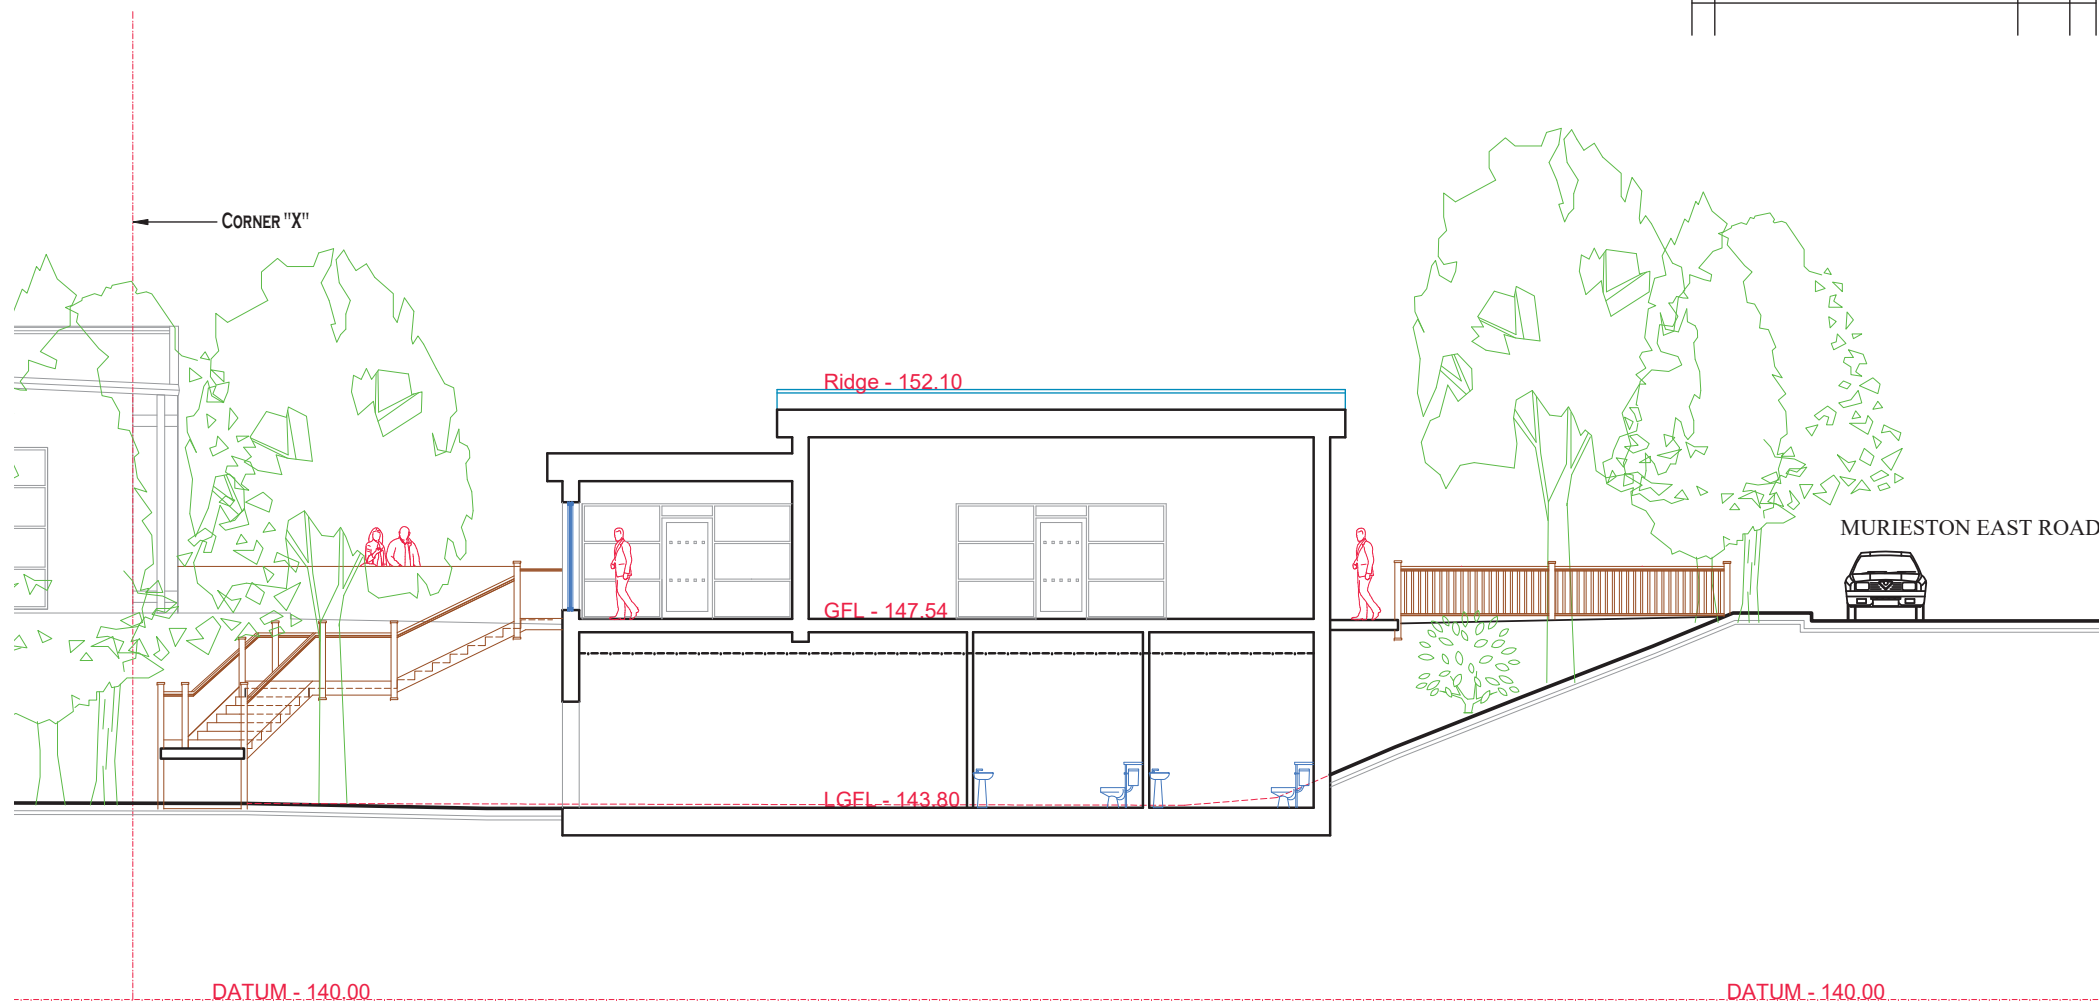 CORNER "X"
Ridge - 152.10
MURIESTON EAST ROAD
GFL - 147.54
LGFL - 143.80
DATUM - 140.00
DATUM - 140.00